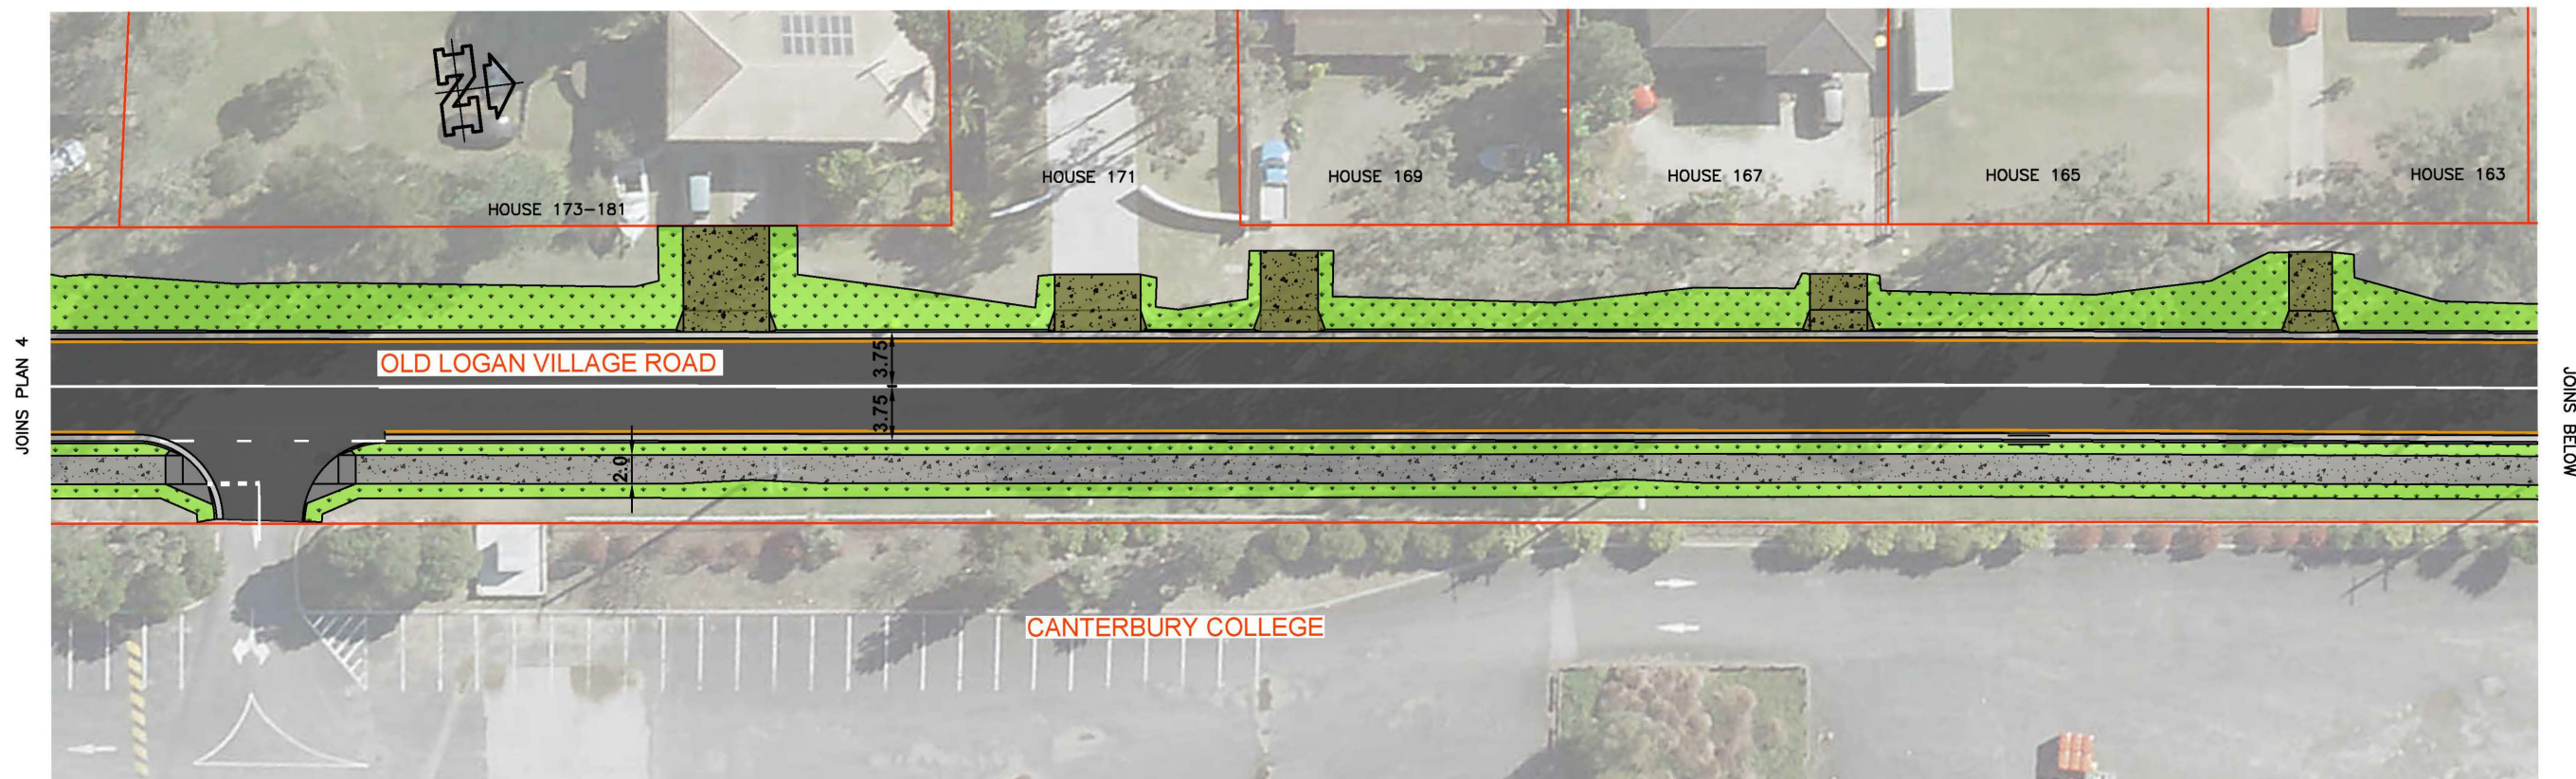 N
HOUSE 173-181
HOUSE 171
HOUSE 169
HOUSE 167
HOUSE 165
HOUSE 163
JOINS PLAN 4
OLD LOGAN VILLAGE ROAD
3.75
3.75
2.0
JOINS BELOW
CANTERBURY COLLEGE